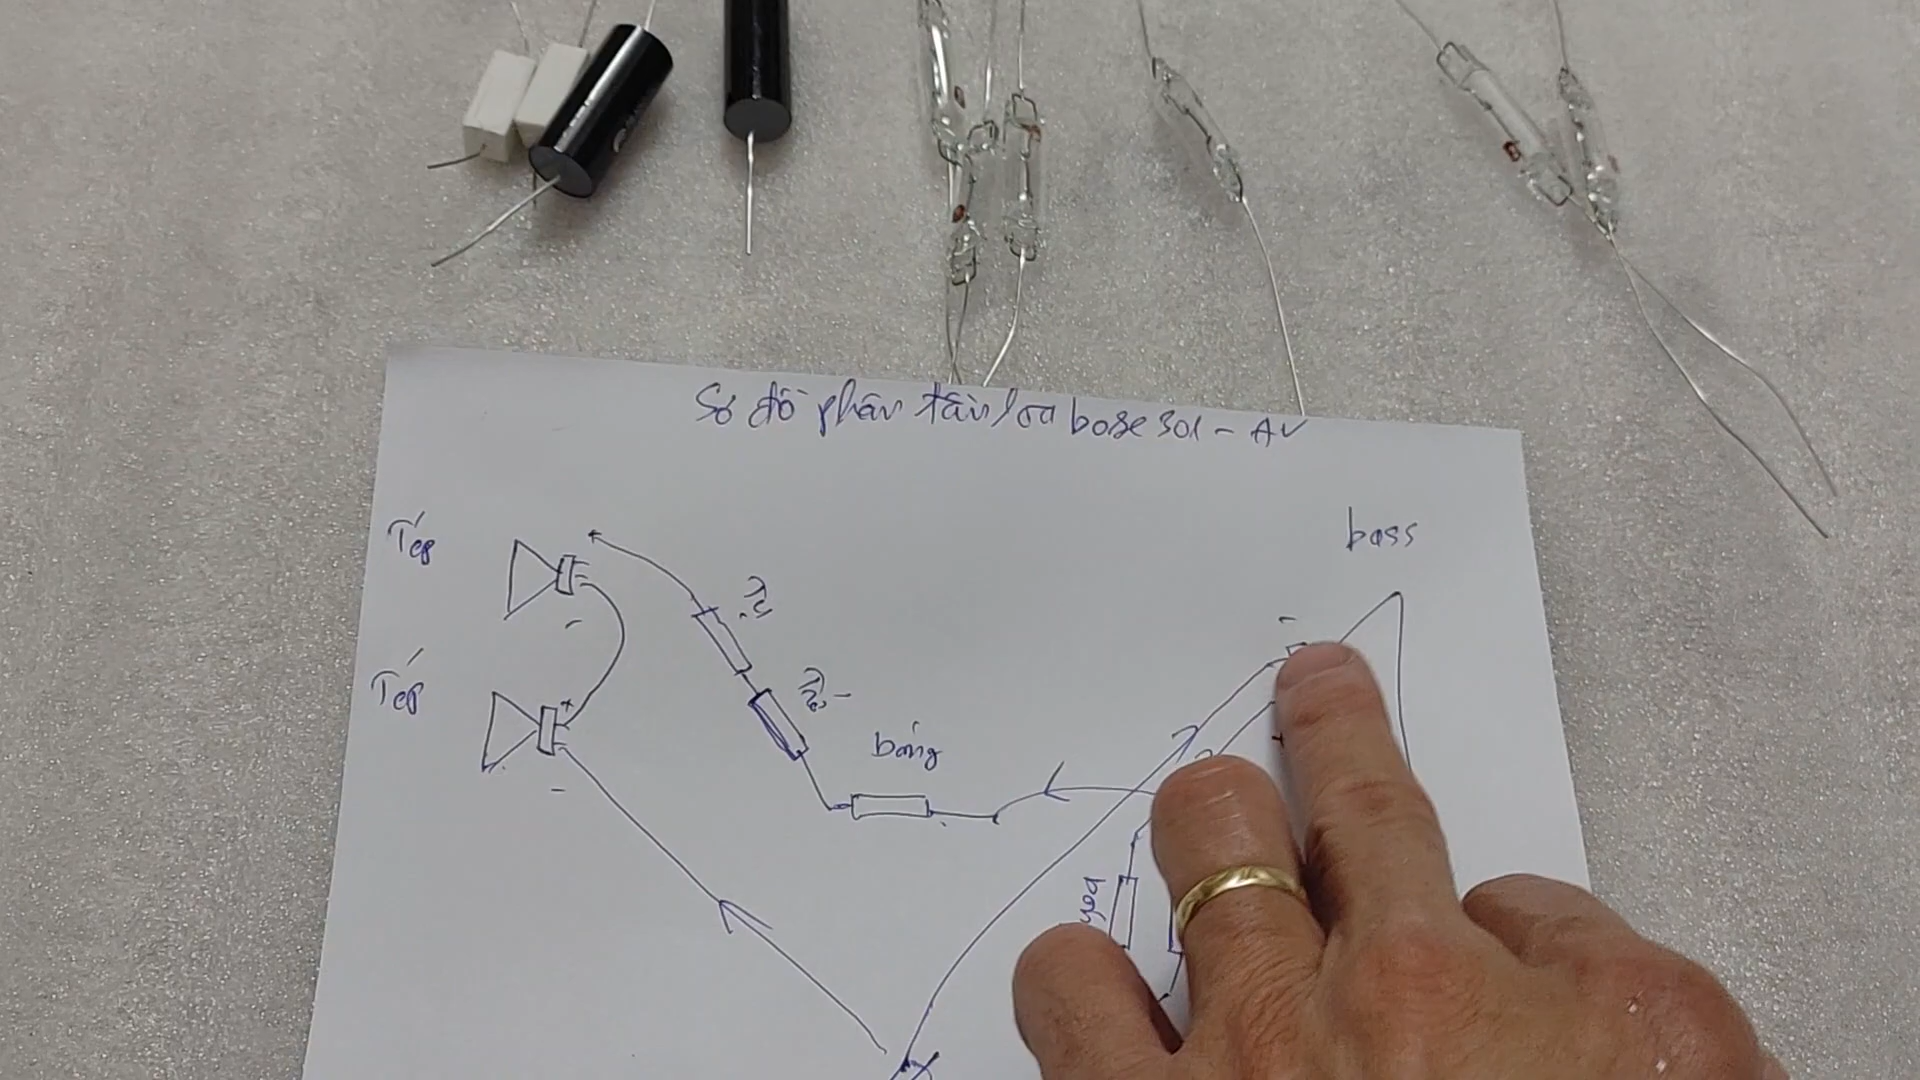 Sơ đồ phân tần loa bose 301 - AV
bass
Tép
Tép
bóng
-
+
+
-
-